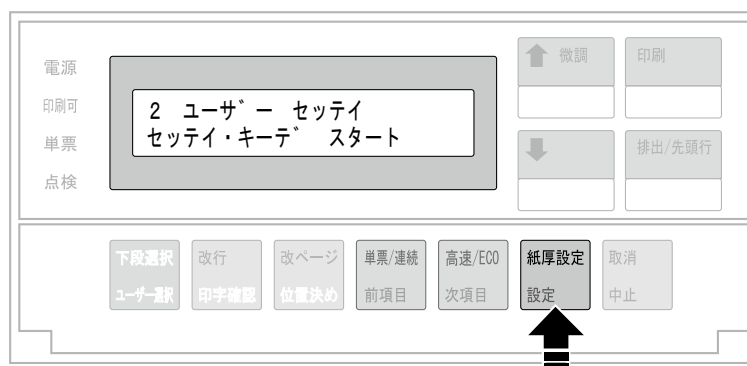 電源
印刷可
単票
点検
2 ユーザー セッテイ
セッテイ・キーデ スタート
微調
印刷
排出/先頭行
下段選択
ユーザー選択
改行
印字確認
改ページ
位置決め
単票/連続
前項目
高速/ECO
次項目
紙厚設定
設定
取消
中止